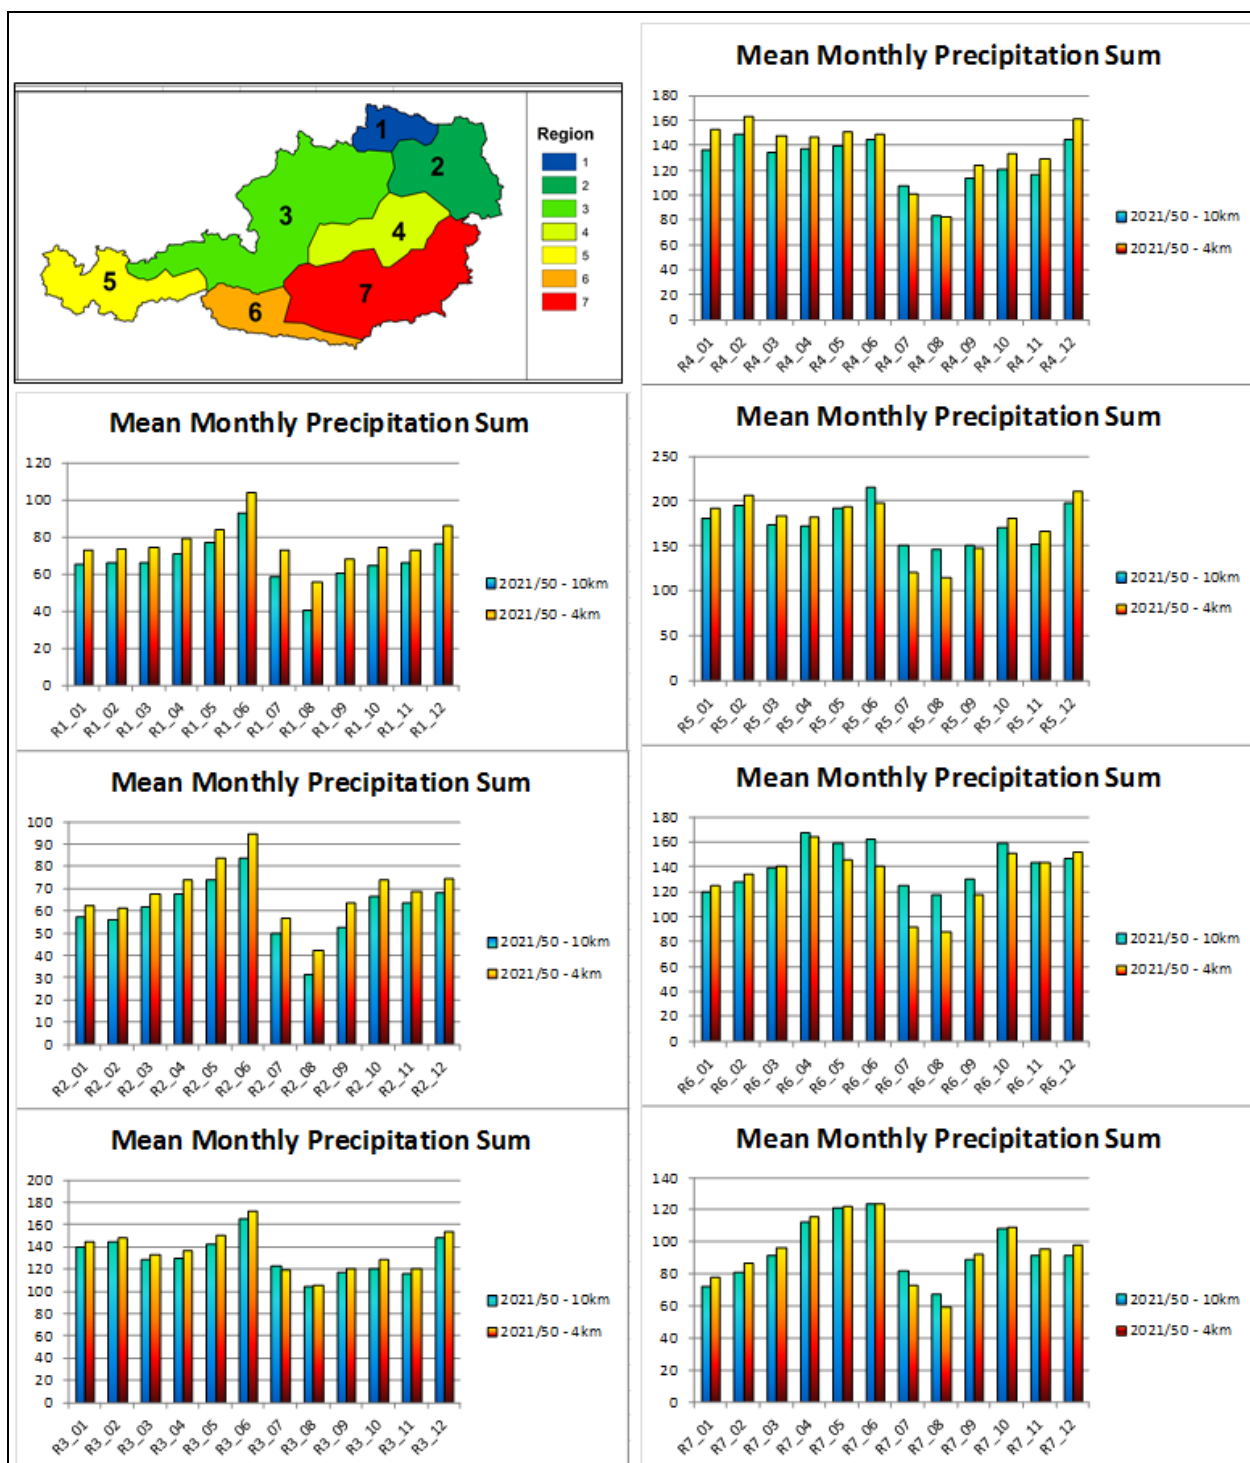 1
2
3
4
5
6
7
Region
1
2
3
4
5
6
7
Mean Monthly Precipitation Sum
120
100
80
60
40
20
0
R1_01 R1_02 R1_03 R1_04 R1_05 R1_06 R1_07 R1_08 R1_09 R1_10 R1_11 R1_12
2021/50 - 10km
2021/50 - 4km
Mean Monthly Precipitation Sum
100
90
80
70
60
50
40
30
20
10
0
R2_01 R2_02 R2_03 R2_04 R2_05 R2_06 R2_07 R2_08 R2_09 R2_10 R2_11 R2_12
2021/50 - 10km
2021/50 - 4km
Mean Monthly Precipitation Sum
200
180
160
140
120
100
80
60
40
20
0
R3_01 R3_02 R3_03 R3_04 R3_05 R3_06 R3_07 R3_08 R3_09 R3_10 R3_11 R3_12
2021/50 - 10km
2021/50 - 4km
Mean Monthly Precipitation Sum
180
160
140
120
100
80
60
40
20
0
R4_01 R4_02 R4_03 R4_04 R4_05 R4_06 R4_07 R4_08 R4_09 R4_10 R4_11 R4_12
2021/50 - 10km
2021/50 - 4km
Mean Monthly Precipitation Sum
250
200
150
100
50
0
R5_01 R5_02 R5_03 R5_04 R5_05 R5_06 R5_07 R5_08 R5_09 R5_10 R5_11 R5_12
2021/50 - 10km
2021/50 - 4km
Mean Monthly Precipitation Sum
180
160
140
120
100
80
60
40
20
0
R6_01 R6_02 R6_03 R6_04 R6_05 R6_06 R6_07 R6_08 R6_09 R6_10 R6_11 R6_12
2021/50 - 10km
2021/50 - 4km
Mean Monthly Precipitation Sum
140
120
100
80
60
40
20
0
R7_01 R7_02 R7_03 R7_04 R7_05 R7_06 R7_07 R7_08 R7_09 R7_10 R7_11 R7_12
2021/50 - 10km
2021/50 - 4km